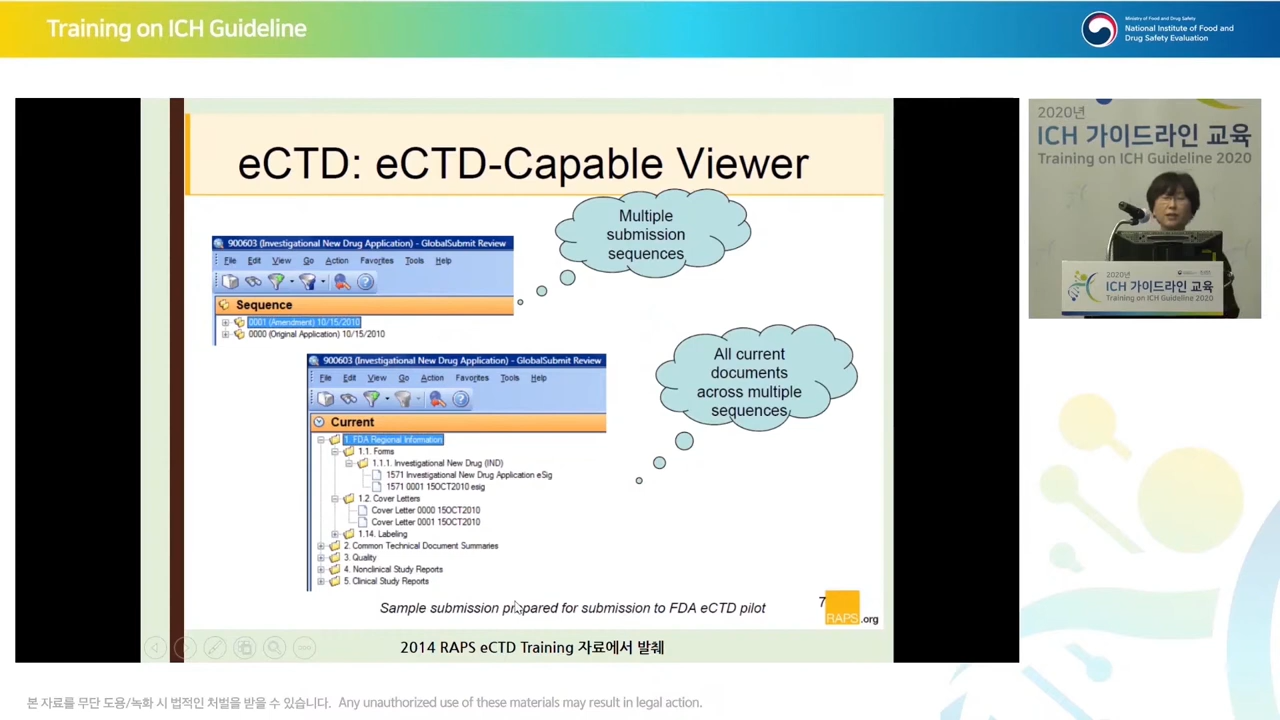 Training on ICH Guideline
Ministry of Food and Drug Safety
National Institute of Food and
Drug Safety Evaluation
eCTD: eCTD-Capable Viewer
Multiple
submission
sequences
900603 (Investigational New Drug Application) - GlobalSubmit Review
File Edit View Go Action Favorites Tools Help
Sequence
0001 (Amendment) 10/15/2010
0000 (Original Application) 10/15/2010
All current
documents
across multiple
sequences
900603 (Investigational New Drug Application) - GlobalSubmit Review
File Edit View Go Action Favorites Tools Help
Current
1. FDA Regional Information
1.1. Forms
1.1.1. Investigational New Drug (IND)
1571 Investigational New Drug Application eSig
1571 0001 15OCT2010 esig
1.2. Cover Letters
Cover Letter 0000 15OCT2010
Cover Letter 0001 15OCT2010
1.14. Labeling
2. Common Technical Document Summaries
3. Quality
4. Nonclinical Study Reports
5. Clinical Study Reports
Sample submission prepared for submission to FDA eCTD pilot
7
RAPS.org
2014 RAPS eCTD Training 자료에서 발췌
2020년
ICH 가이드라인 교육
Training on ICH Guideline 2020
2020년
ICH 가이드라인 교육
Training on ICH Guideline 2020
본 자료를 무단 도용/녹화 시 법적인 처벌을 받을 수 있습니다. Any unauthorized use of these materials may result in legal action.